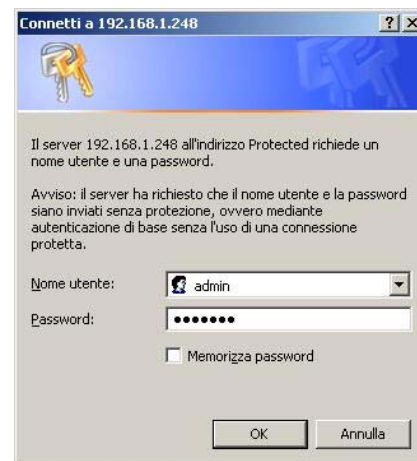 Connetti a 192.168.1.248
Il server 192.168.1.248 all'indirizzo Protected richiede un
nome utente e una password.
Avviso: il server ha richiesto che il nome utente e la password
siano inviati senza protezione, ovvero mediante
autenticazione di base senza l'uso di una connessione
protetta.
Nome utente: admin
Password: •••••••
Memorizza password
OK Annulla